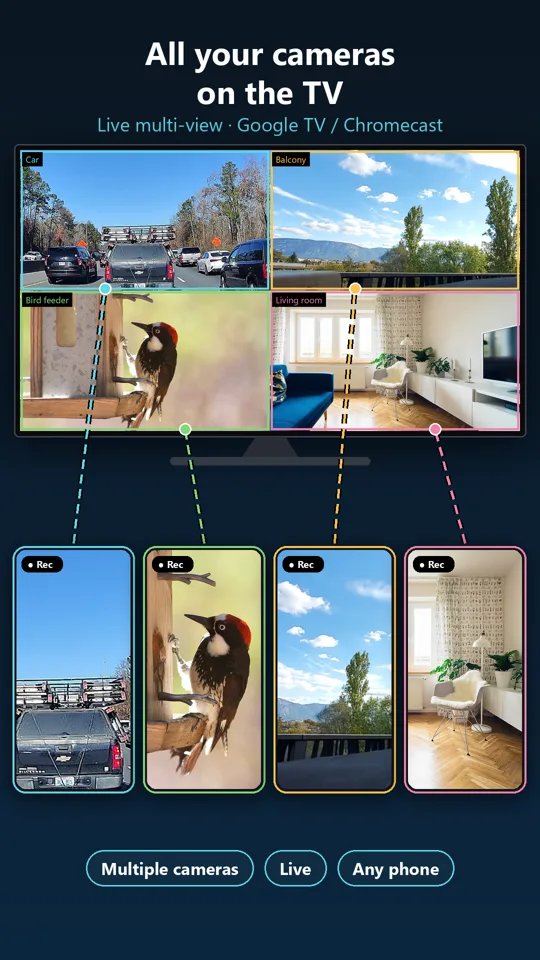 All your cameras
on the TV
Live multi-view · Google TV / Chromecast
Car
Balcony
Bird feeder
Living room
Rec
Rec
Rec
Rec
Multiple cameras
Live
Any phone